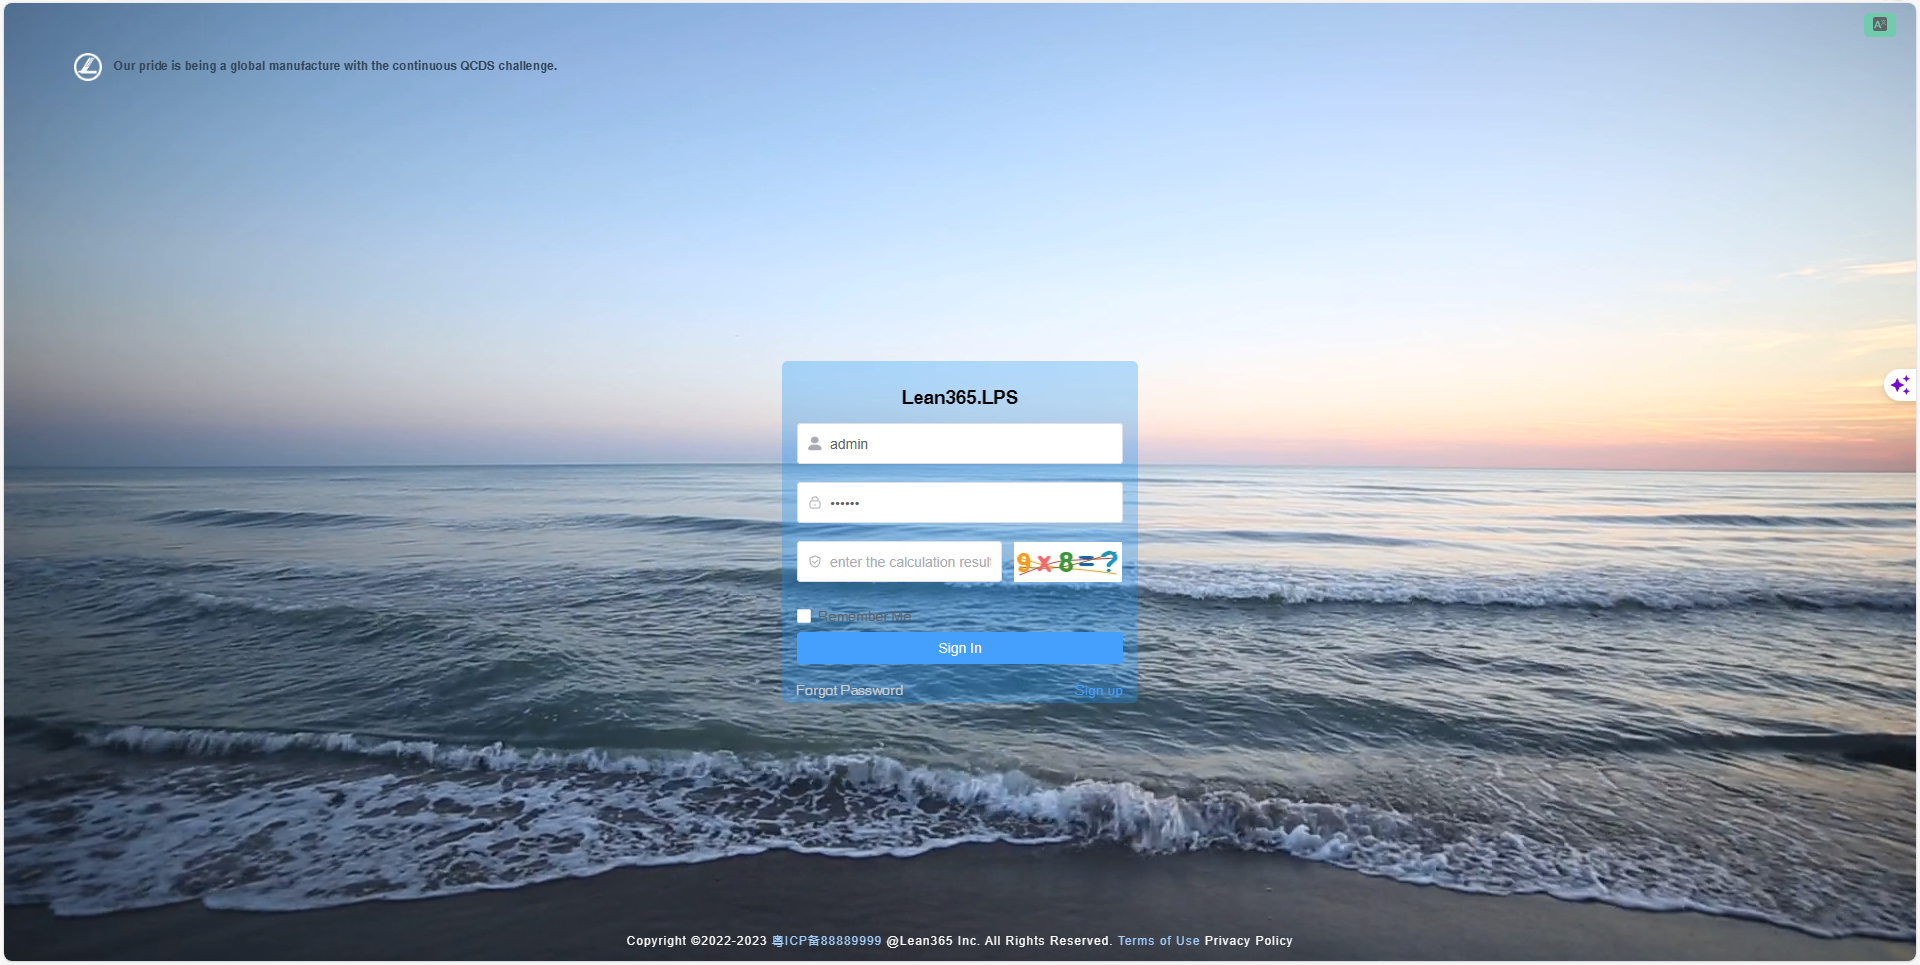 Our pride is being a global manufacture with the continuous QCDS challenge.
Lean365.LPS
admin
••••••
enter the calculation result
9 x 8 = ?
Remember Me
Sign In
Forgot Password Sign up
Copyright ©2022-2023 粤ICP备88889999 @Lean365 Inc. All Rights Reserved. Terms of Use Privacy Policy